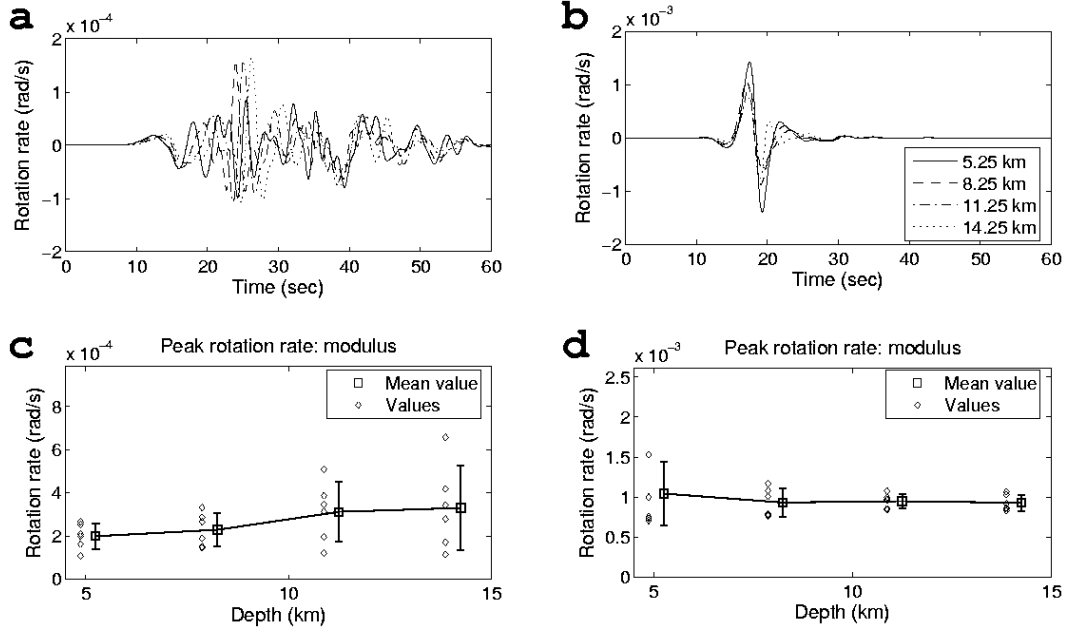 a
× 10−4
2
1
0
−1
−2
Rotation rate (rad/s)
0 10 20 30 40 50 60
Time (sec)
b
× 10−3
2
1
0
−1
−2
Rotation rate (rad/s)
5.25 km
8.25 km
11.25 km
14.25 km
0 10 20 30 40 50 60
Time (sec)
c
× 10−4
Peak rotation rate: modulus
Mean value
Values
8
6
4
2
0
Rotation rate (rad/s)
5 10 15
Depth (km)
d
× 10−3
Peak rotation rate: modulus
Mean value
Values
2.5
2
1.5
1
0.5
0
Rotation rate (rad/s)
5 10 15
Depth (km)